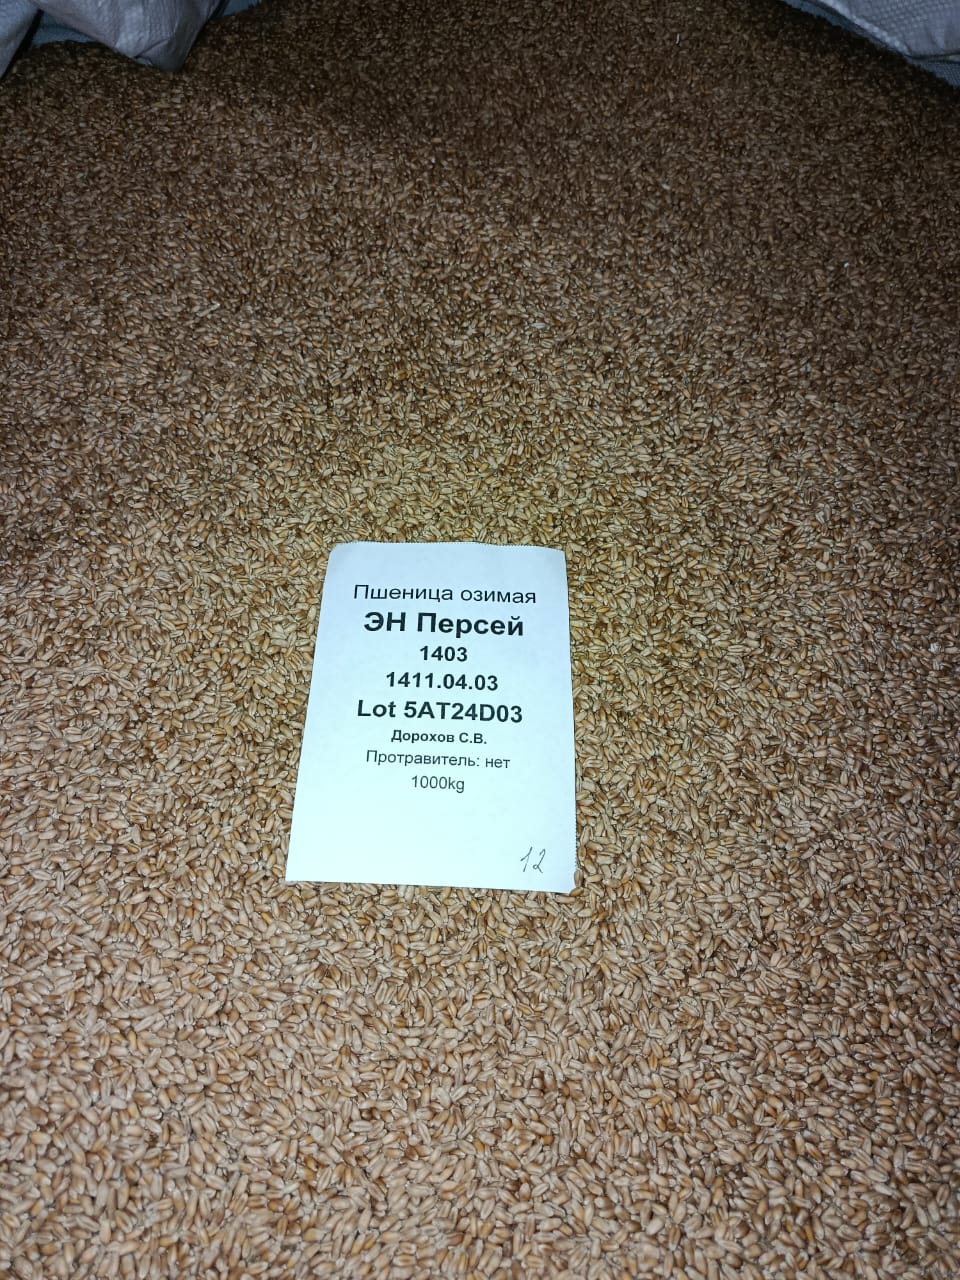 Пшеница озимая
ЭН Персей
1403
1411.04.03
Lot 5AT24D03
Дорохов С.В.
Протравитель: нет
1000kg
12